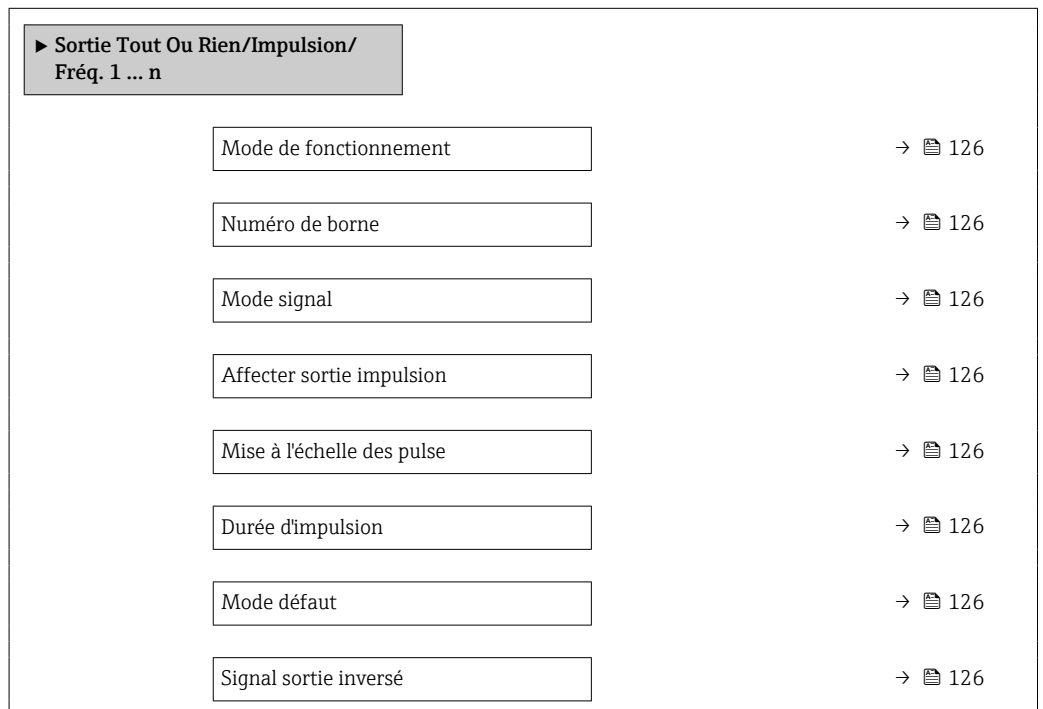 ▶ Sortie Tout Ou Rien/Impulsion/
Fréq. 1 ... n
Mode de fonctionnement → 126
Numéro de borne → 126
Mode signal → 126
Affecter sortie impulsion → 126
Mise à l'échelle des pulse → 126
Durée d'impulsion → 126
Mode défaut → 126
Signal sortie inversé → 126